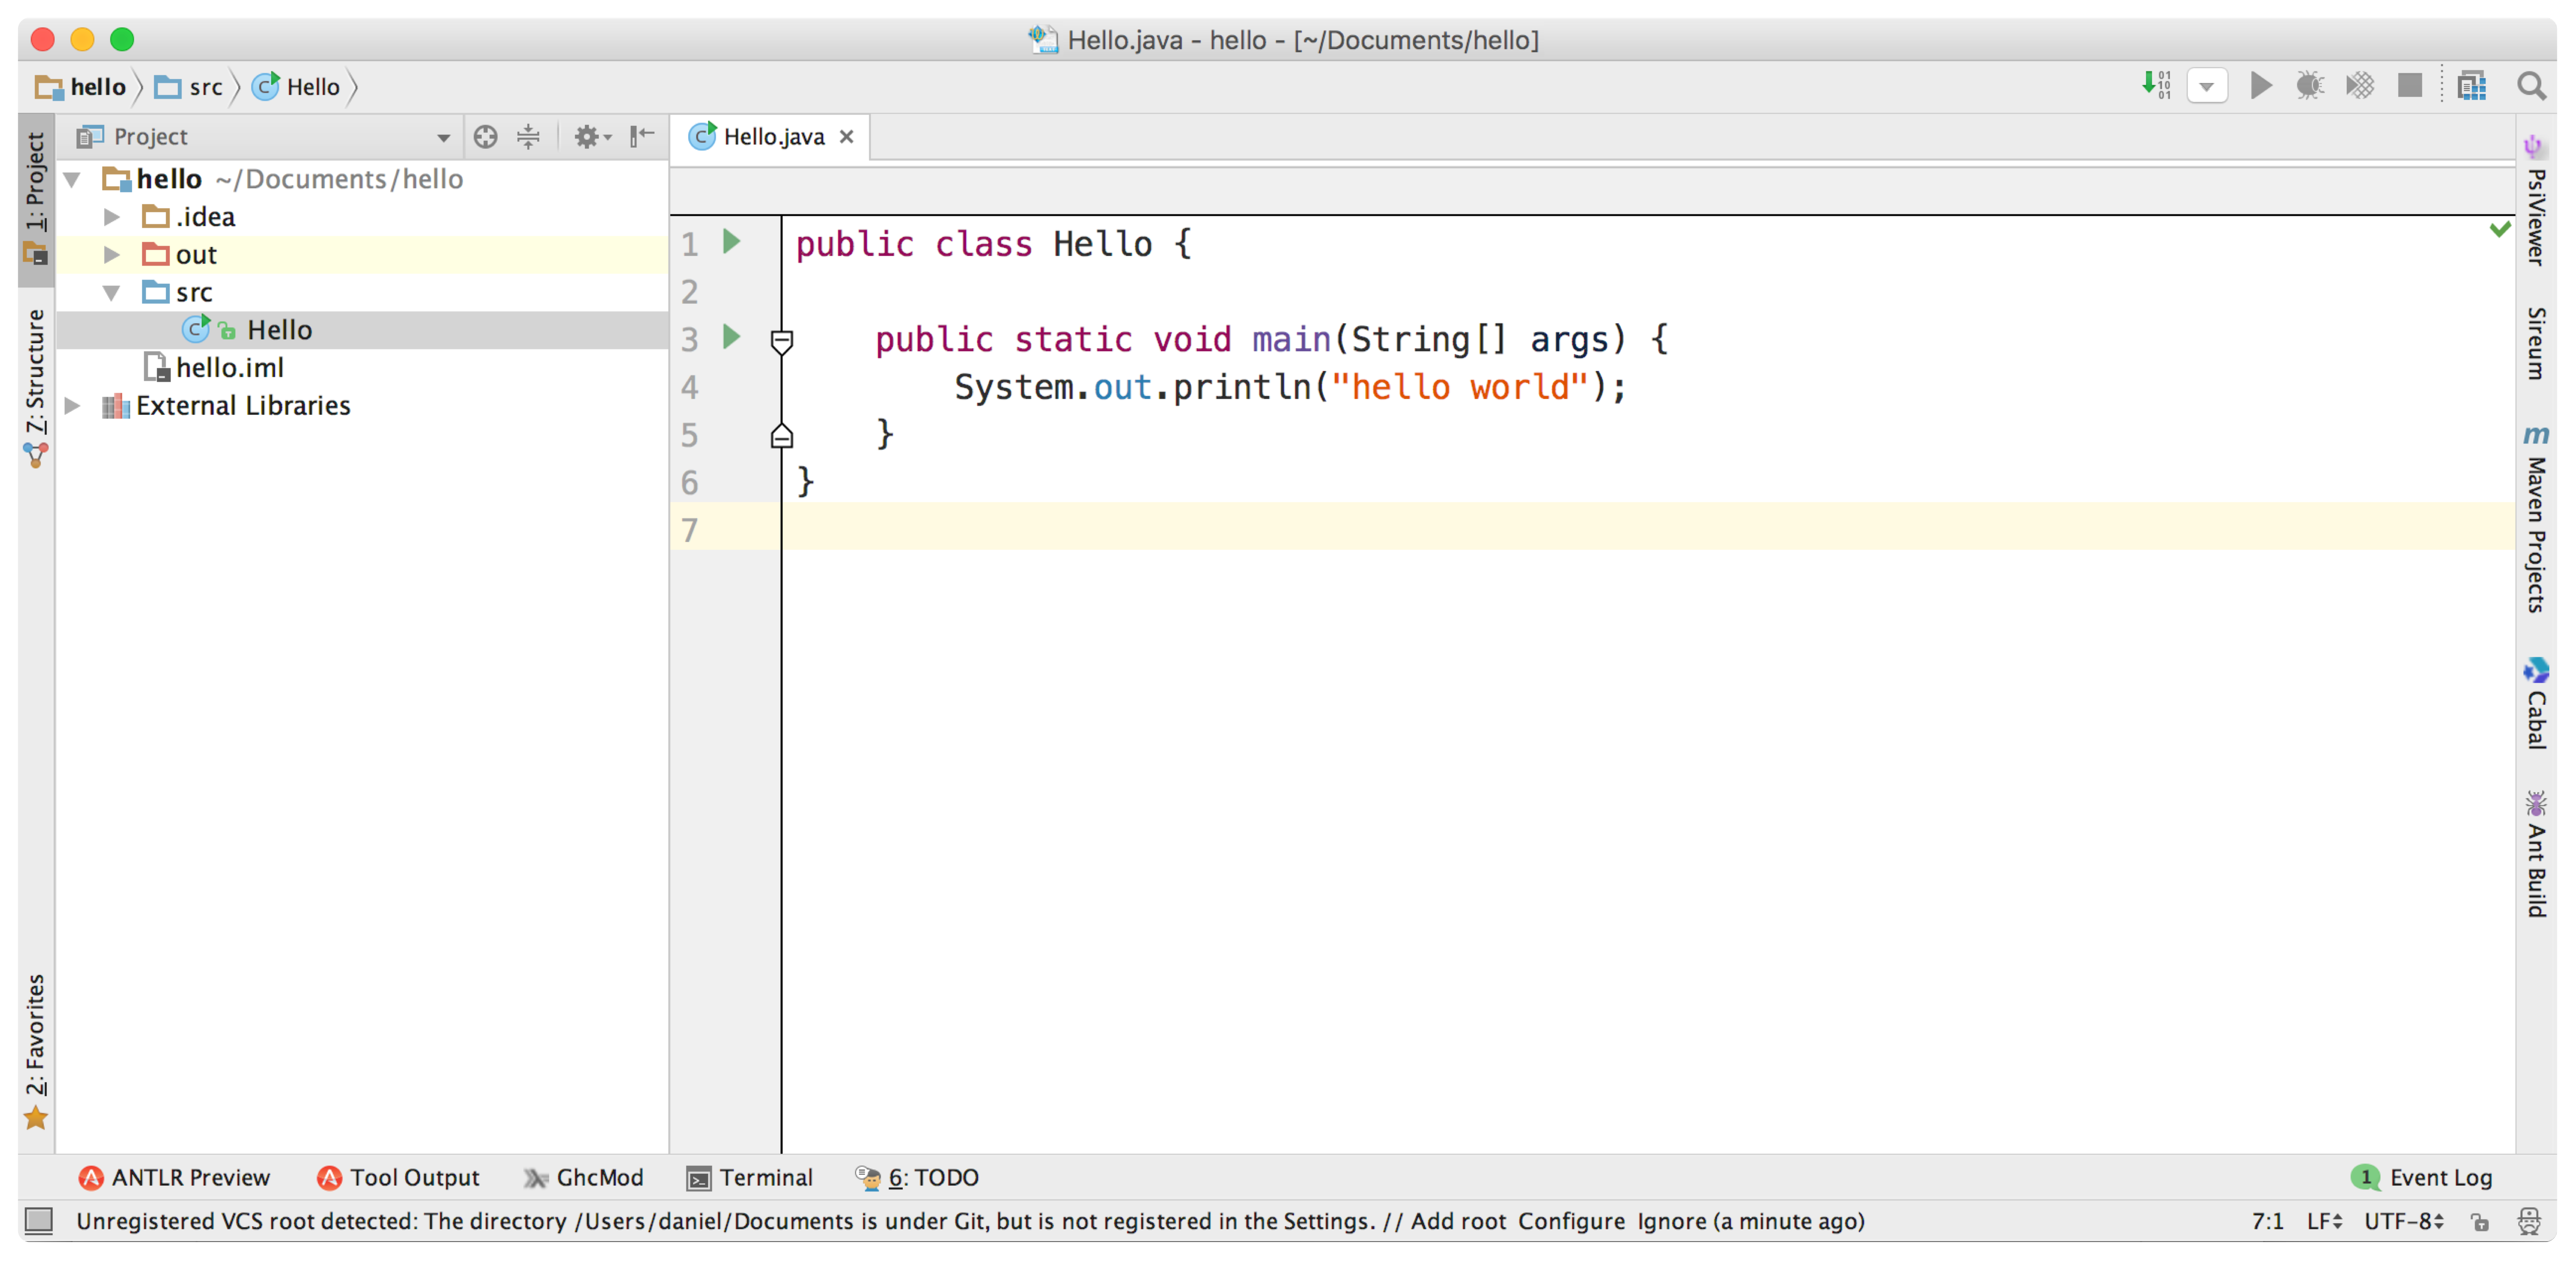 Hello.java - hello - [~/Documents/hello]
hello src Hello
01
10
01
1: Project
7: Structure
2: Favorites
Project
hello ~/Documents/hello
.idea
out
src
Hello
hello.iml
External Libraries
Hello.java
1 public class Hello {
2
3 public static void main(String[] args) {
4 System.out.println("hello world");
5 }
6 }
7
PsiViewer
Sireum
m Maven Projects
Cabal
Ant Build
ANTLR Preview Tool Output GhcMod Terminal 6: TODO 1 Event Log
Unregistered VCS root detected: The directory /Users/daniel/Documents is under Git, but is not registered in the Settings. // Add root Configure Ignore (a minute ago) 7:1 LF UTF-8